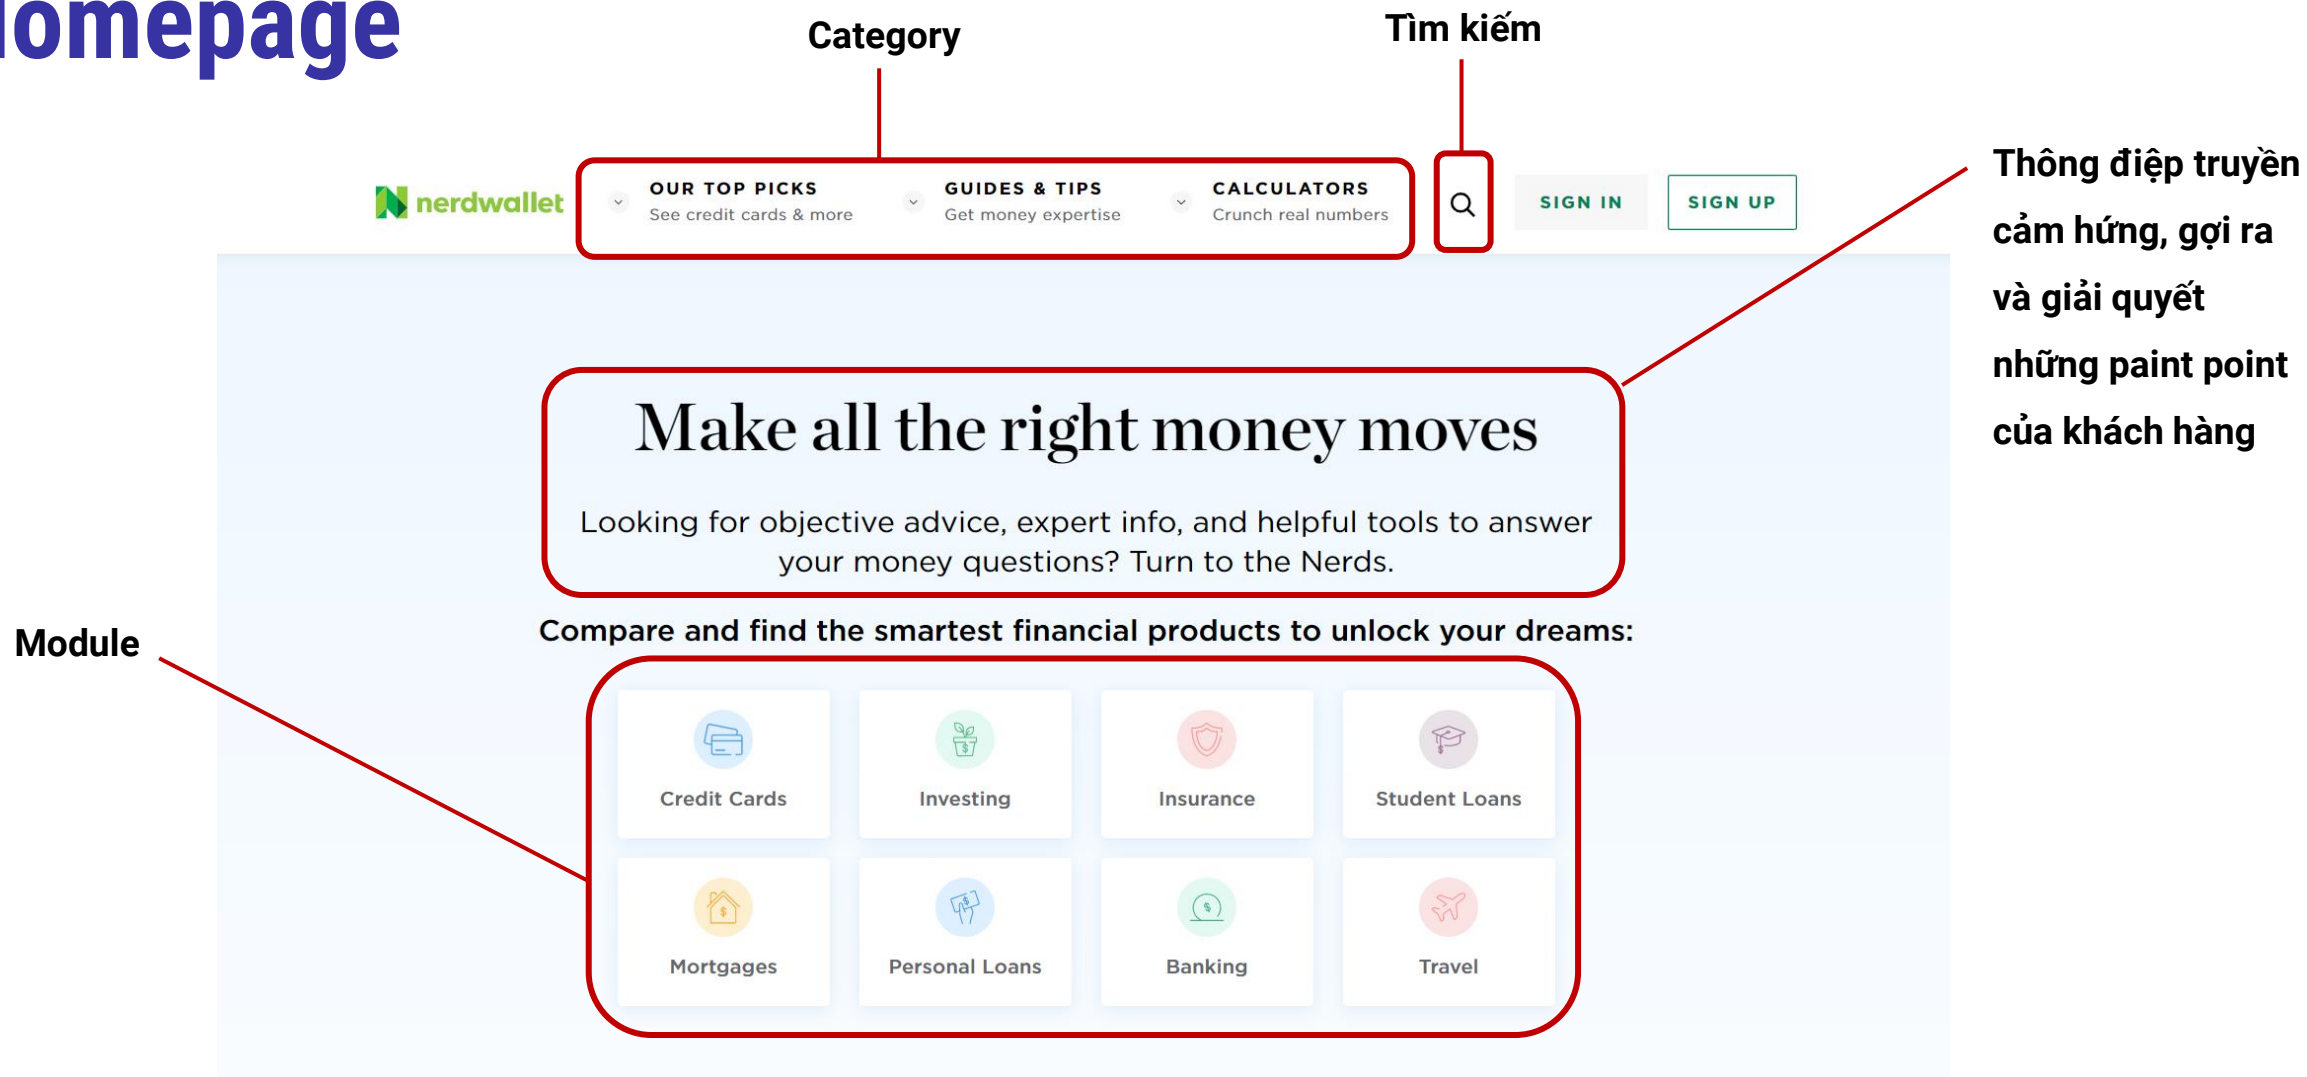 Homepage
Category
Tìm kiếm
nerdwallet
OUR TOP PICKS
See credit cards & more
GUIDES & TIPS
Get money expertise
CALCULATORS
Crunch real numbers
SIGN IN
SIGN UP
Thông điệp truyền
cảm hứng, gợi ra
và giải quyết
những paint point
của khách hàng
Make all the right money moves
Looking for objective advice, expert info, and helpful tools to answer
your money questions? Turn to the Nerds.
Module
Compare and find the smartest financial products to unlock your dreams:
Credit Cards
Investing
Insurance
Student Loans
Mortgages
Personal Loans
Banking
Travel